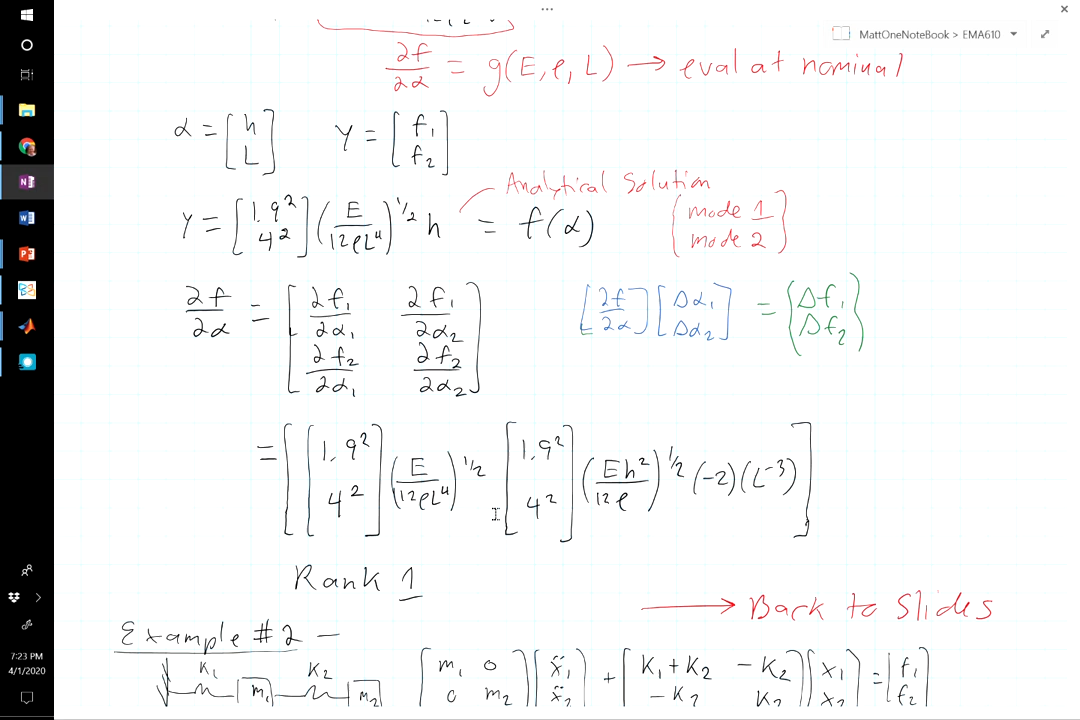 MattOneNoteBook > EMA610
∂f/∂α = g(E, ρ, L) → eval at nominal
α = [h L] Y = [f₁ f₂]
Analytical Solution
Y = [1.9² 4²] (E/12ρL⁴)^1/2 h = f(α) {mode 1 mode 2}
∂f/∂α = [∂f₁/∂α₁ ∂f₁/∂α₂ ∂f₂/∂α₁ ∂f₂/∂α₂] [∂f/∂α] [Δα₁ Δα₂] = {Δf₁ Δf₂}
= [[1.9² 4²] (E/12ρL⁴)^1/2 [1.9² 4²] (Eh²/12ρ)^1/2 (-2)(L⁻³)]
Rank 1
→ Back to Slides
Example #2 –
K₁ m₁ K₂ m₂ [m₁ 0 0 m₂] [ẍ₁ ẍ₂] + [K₁+K₂ -K₂ -K₂ K₂] [x₁ x₂] = [f₁ f₂]
7:23 PM
4/1/2020